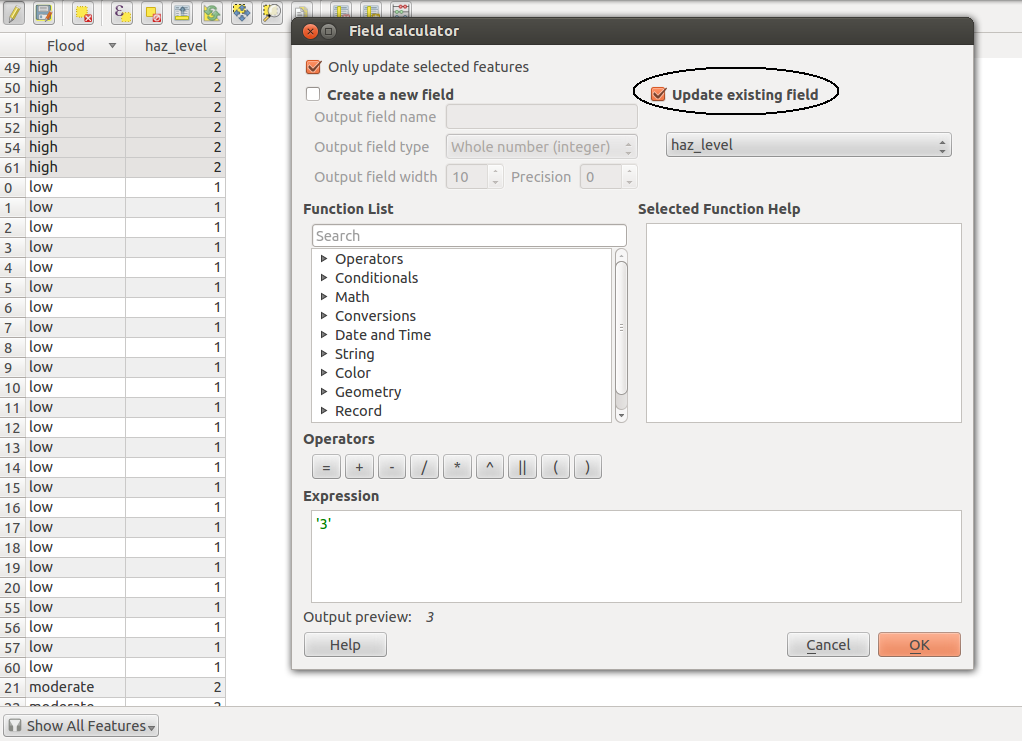 Field calculator
Flood haz_level
49 high 2
50 high 2
51 high 2
52 high 2
54 high 2
61 high 2
0 low 1
1 low 1
2 low 1
3 low 1
4 low 1
5 low 1
6 low 1
7 low 1
8 low 1
9 low 1
10 low 1
11 low 1
12 low 1
13 low 1
14 low 1
15 low 1
16 low 1
17 low 1
18 low 1
19 low 1
20 low 1
55 low 1
56 low 1
57 low 1
60 low 1
21 moderate 2
22 moderate 2
Show All Features
Only update selected features
Create a new field
Update existing field
Output field name
haz_level
Output field type Whole number (integer)
Output field width 10 Precision 0
Function List
Selected Function Help
Search
Operators
Conditionals
Math
Conversions
Date and Time
String
Color
Geometry
Record
Operators
= + - / * ^ || ( )
Expression
'3'
Output preview: 3
Help Cancel OK